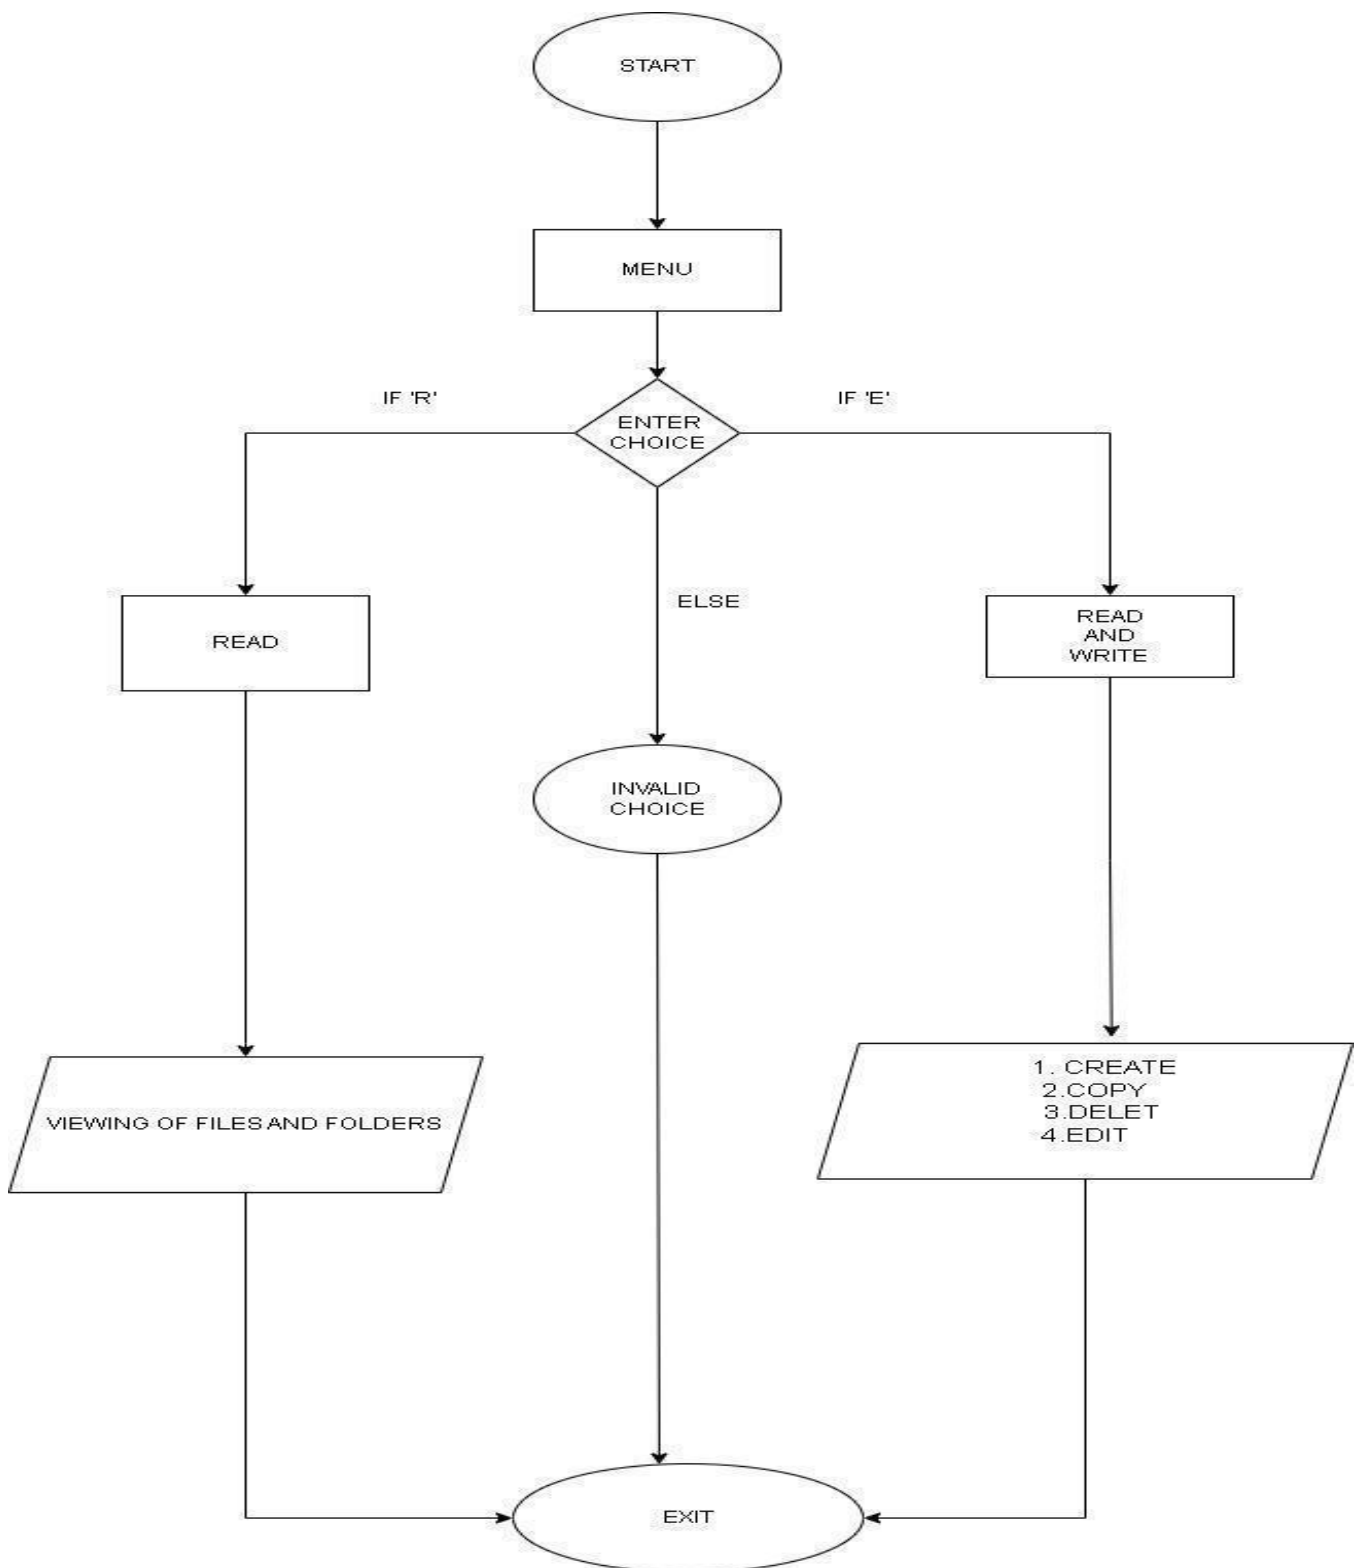 START
MENU
IF 'R'
IF 'E'
ENTER
CHOICE
READ
ELSE
READ
AND
WRITE
INVALID
CHOICE
VIEWING OF FILES AND FOLDERS
1. CREATE
2.COPY
3.DELET
4.EDIT
EXIT